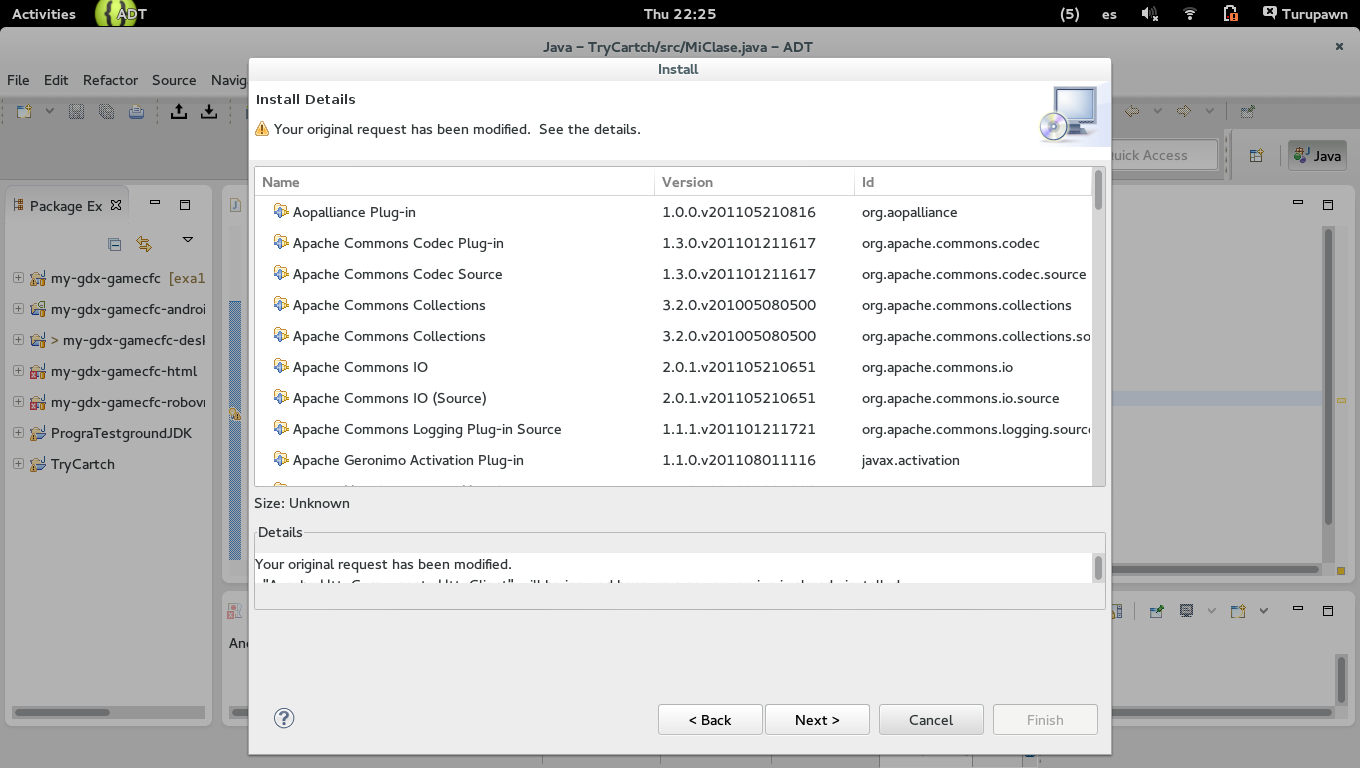 Activities ADT Thu 22:25 (5) es Turupawn
Java – TryCartch/src/MiClase.java – ADT
File Edit Refactor Source Navig
Install
Install Details
Your original request has been modified.  See the details.
uick Access Java
Package Ex
my-gdx-gamecfc [exa1
my-gdx-gamecfc-androi
> my-gdx-gamecfc-desk
my-gdx-gamecfc-html
my-gdx-gamecfc-robov
PrograTestgroundJDK
TryCartch
Name Version Id
Aopalliance Plug-in 1.0.0.v201105210816 org.aopalliance
Apache Commons Codec Plug-in 1.3.0.v201101211617 org.apache.commons.codec
Apache Commons Codec Source 1.3.0.v201101211617 org.apache.commons.codec.source
Apache Commons Collections 3.2.0.v201005080500 org.apache.commons.collections
Apache Commons Collections 3.2.0.v201005080500 org.apache.commons.collections.so
Apache Commons IO 2.0.1.v201105210651 org.apache.commons.io
Apache Commons IO (Source) 2.0.1.v201105210651 org.apache.commons.io.source
Apache Commons Logging Plug-in Source 1.1.1.v201101211721 org.apache.commons.logging.sourc
Apache Geronimo Activation Plug-in 1.1.0.v201108011116 javax.activation
Size: Unknown
Details
Your original request has been modified.
An
< Back Next > Cancel Finish